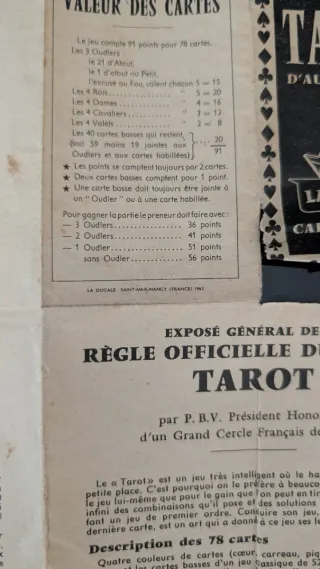 VALEUR DES CARTES
Le jeu compte 91 points pour 78 cartes.
Les 3 Oudlers :
le 21 d'Atout,
le 1 d'atout ou Petit,
l'excuse ou Fou, valent chacun 5 = 15
Les 4 Rois............ 5 = 20
Les 4 Dames.......... " 4 = 16
Les 4 Cavaliers....... " 3 = 12
Les 4 Valets.......... " 2 = 8
Les 40 cartes basses qui restent,
(soit 59 moins 19 jointes aux
Oudlers et aux cartes habillées)
20
91
★ Les points se comptent toujours par 2 cartes.
★ Deux cartes basses comptent pour 1 point.
★ Une carte basse doit toujours être jointe à
un "Oudler" ou à une carte habillée.
Pour gagner la partie le preneur doit faire avec :
— 3 Oudlers................ 36 points
— 2 Oudlers................ 41 points
— 1 Oudler................. 51 points
sans Oudler.............. 56 points
LA DUCALE SAINT-MAX-NANCY (FRANCE)
TA
D'AU
CAR
EXPOSÉ GÉNÉRAL DE
RÈGLE OFFICIELLE DU
TAROT
par P. B. V. Président Hono
d'un Grand Cercle Français de
Le « Tarot » est un jeu très intelligent où le ha
petite place. C'est pourquoi on le préfère à beaucou
le jeu lui-même que pour le gain que l'on peut en tir
infini des combinaisons qu'il pose et des solutions
font un jeu de premier ordre. Conduire son jeu,
dernière carte, est un art qui a donné à ce jeu ses le
Description des 78 cartes
Quatre couleurs de cartes (cœur, carreau, piq
et les cartes basses d'un jeu classique de 52